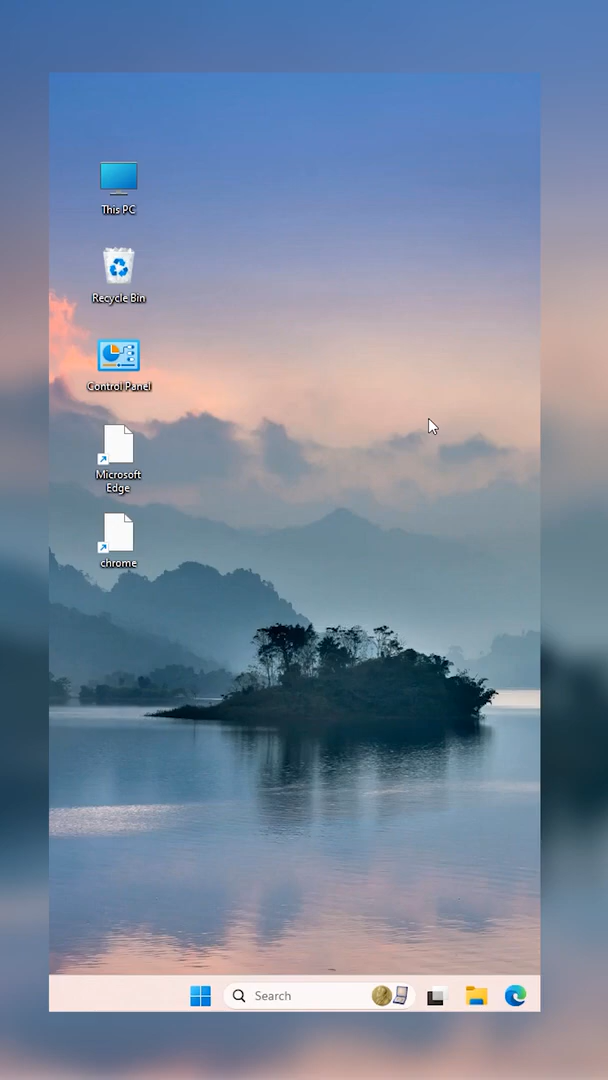 This PC
Recycle Bin
Control Panel
Microsoft
Edge
chrome
Search